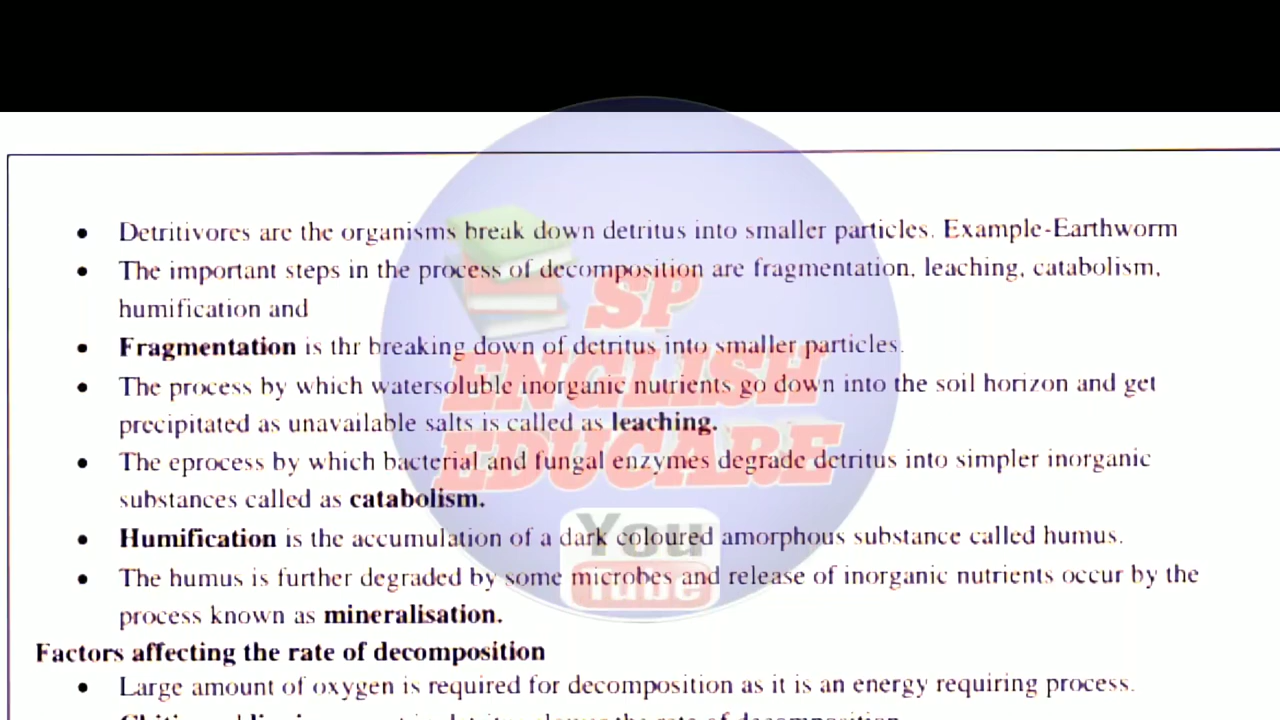 • Detritivores are the organisms break down detritus into smaller particles. Example-Earthworm
• The important steps in the process of decomposition are fragmentation, leaching, catabolism,
humification and
• Fragmentation is thr breaking down of detritus into smaller particles.
• The process by which watersoluble inorganic nutrients go down into the soil horizon and get
precipitated as unavailable salts is called as leaching.
• The eprocess by which bacterial and fungal enzymes degrade detritus into simpler inorganic
substances called as catabolism.
• Humification is the accumulation of a dark coloured amorphous substance called humus.
• The humus is further degraded by some microbes and release of inorganic nutrients occur by the
process known as mineralisation.
Factors affecting the rate of decomposition
• Large amount of oxygen is required for decomposition as it is an energy requiring process.
SP
ENGLISH
EDUCARE
You
Tube